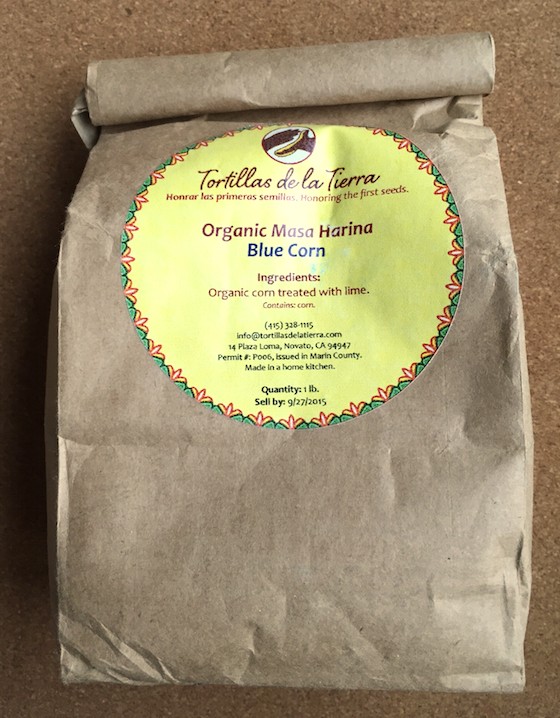 Tortillas de la Tierra
Honrar las primeras semillas. Honoring the first seeds.
Organic Masa Harina
Blue Corn
Ingredients:
Organic corn treated with lime.
Contains: corn.
(415) 328-1115
info@tortillasdelatierra.com
14 Plaza Loma, Novato, CA 94947
Permit #: P006, issued in Marin County.
Made in a home kitchen.
Quantity: 1 lb.
Sell by: 9/27/2015